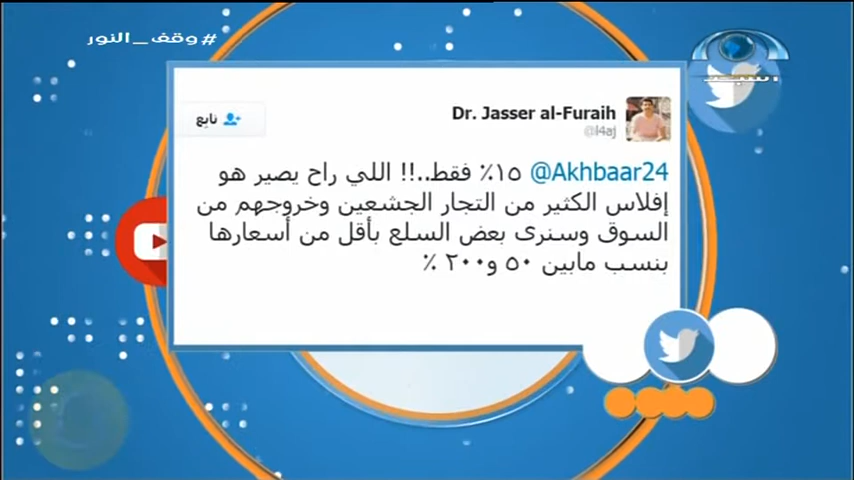 #وقف_النور
Dr. Jasser al-Furaih
@l4aj
تابع
@Akhbaar24 ١٥٪ فقط..!! اللي راح يصير هو
إفلاس الكثير من التجار الجشعين وخروجهم من
السوق وسنرى بعض السلع بأقل من أسعارها
بنسب مابين ٥٠ و٢٠٠ ٪